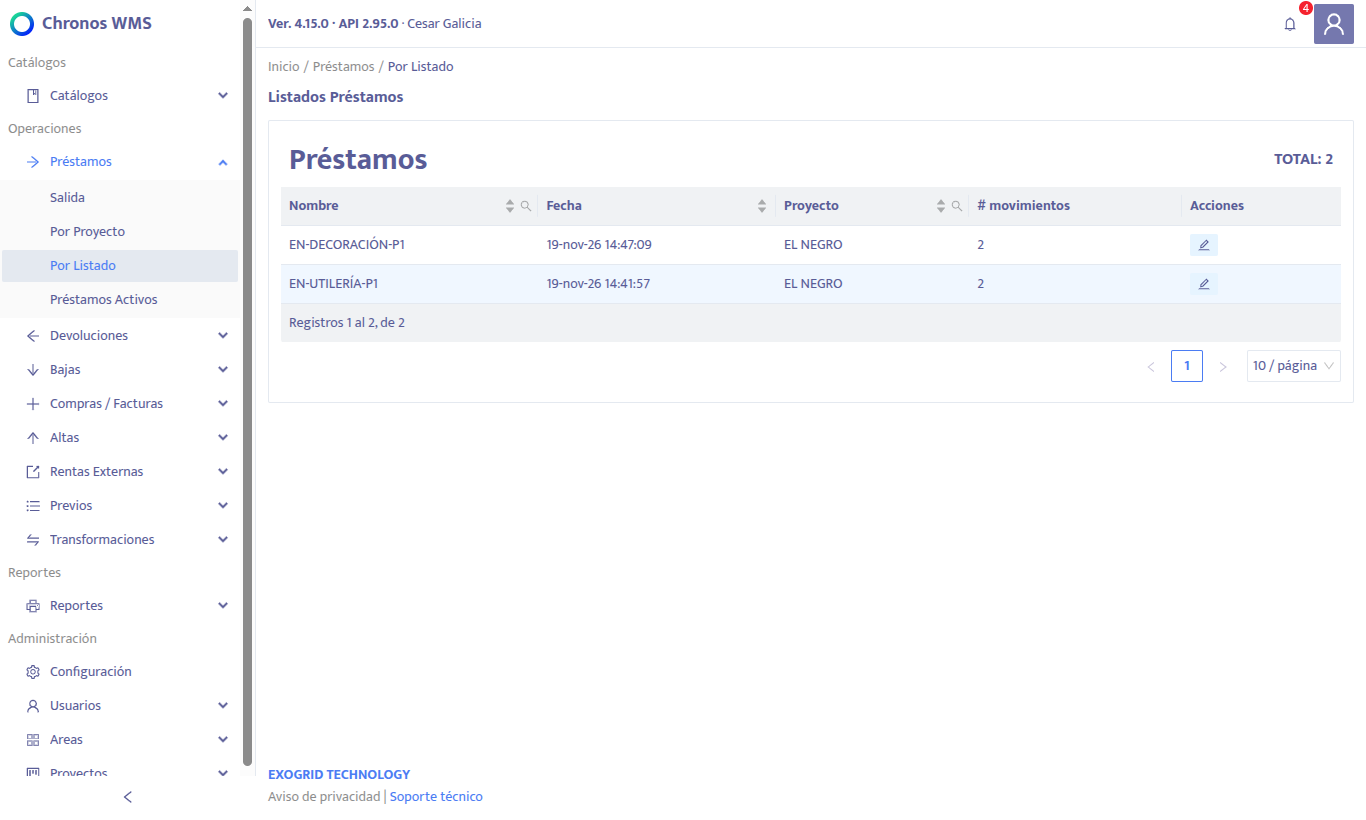 Chronos WMS
Catálogos
Catálogos
Operaciones
Préstamos
Salida
Por Proyecto
Por Listado
Préstamos Activos
Devoluciones
Bajas
Compras / Facturas
Altas
Rentas Externas
Previos
Transformaciones
Reportes
Reportes
Administración
Configuración
Usuarios
Areas
Proyectos
Ver. 4.15.0 · API 2.95.0 · Cesar Galicia
4
Inicio / Préstamos / Por Listado
Listados Préstamos
Préstamos
TOTAL: 2
Nombre Fecha Proyecto # movimientos Acciones
EN-DECORACIÓN-P1 19-nov-26 14:47:09 EL NEGRO 2
EN-UTILERÍA-P1 19-nov-26 14:41:57 EL NEGRO 2
Registros 1 al 2, de 2
1 10 / página
EXOGRID TECHNOLOGY
Aviso de privacidad | Soporte técnico